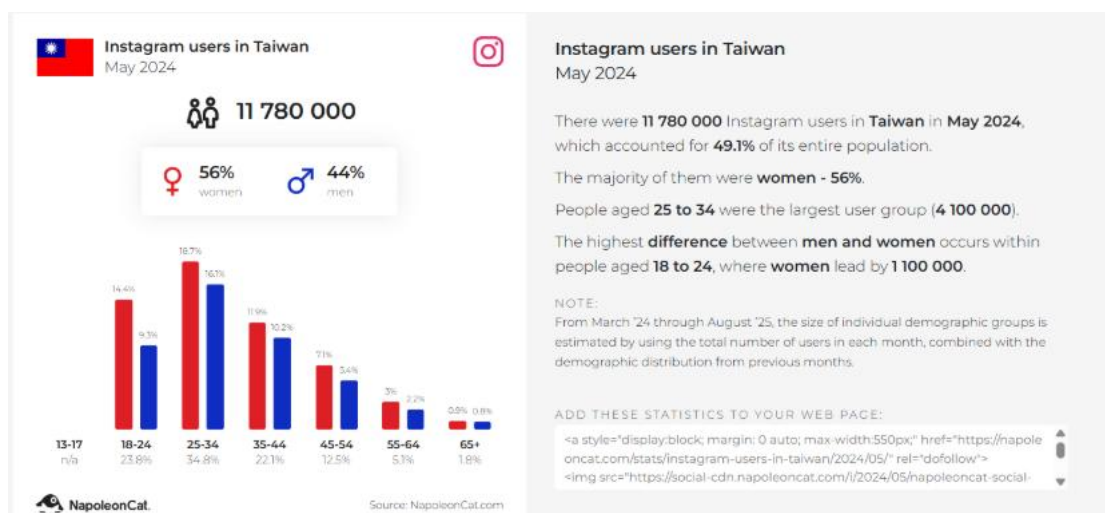 Instagram users in Taiwan
May 2024
11 780 000
56%
women
44%
men
14.4%
9.3%
18.7%
16.1%
11.9%
10.2%
7.1%
5.4%
3%
2.2%
0.9%
0.8%
13-17
18-24
25-34
35-44
45-54
55-64
65+
n/a
23.8%
34.8%
22.1%
12.5%
5.1%
1.8%
NapoleonCat.
Source: NapoleonCat.com
Instagram users in Taiwan
May 2024
There were 11 780 000 Instagram users in Taiwan in May 2024,
which accounted for 49.1% of its entire population.
The majority of them were women - 56%.
People aged 25 to 34 were the largest user group (4 100 000).
The highest difference between men and women occurs within
people aged 18 to 24, where women lead by 1 100 000.
NOTE:
From March '24 through August '25, the size of individual demographic groups is
estimated by using the total number of users in each month, combined with the
demographic distribution from previous months.
ADD THESE STATISTICS TO YOUR WEB PAGE:
<a style="display:block; margin: 0 auto; max-width:550px;" href="https://napole
oncat.com/stats/instagram-users-in-taiwan/2024/05/" rel="dofollow">
<img src="https://social-cdn.napoleoncat.com/i/2024/05/napoleoncat-social-